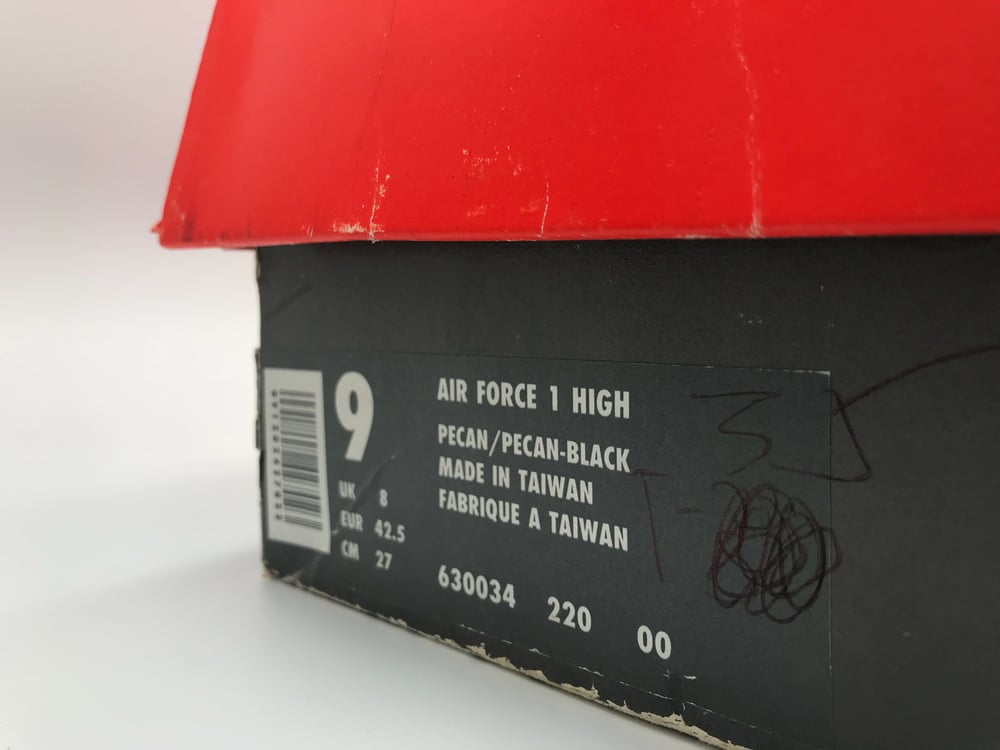 9
UK 8
EUR 42.5
CM 27
AIR FORCE 1 HIGH
PECAN/PECAN-BLACK
MADE IN TAIWAN
FABRIQUE A TAIWAN
630034 220 00
35